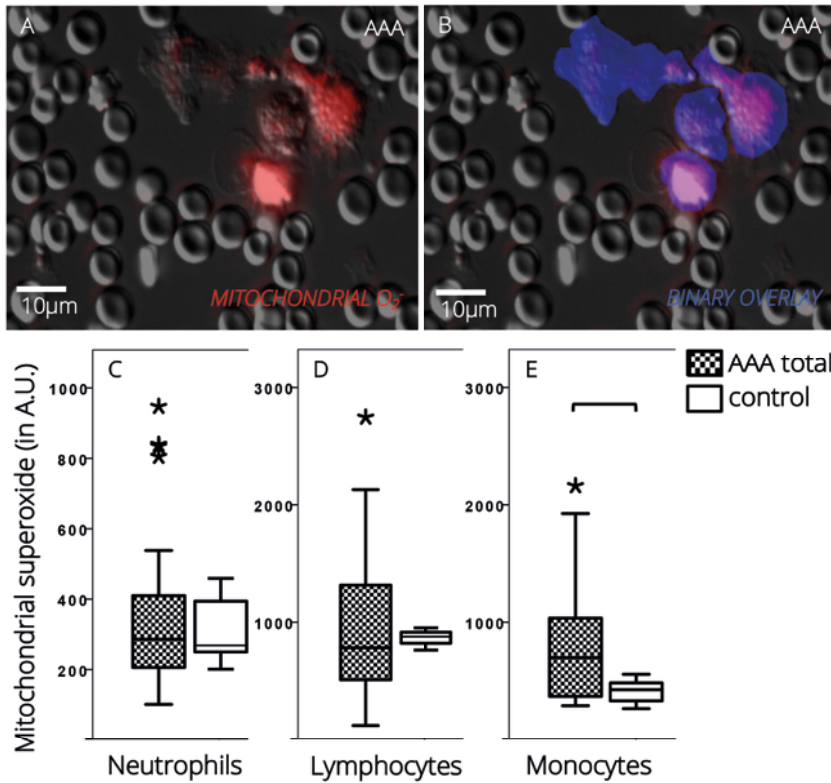 A
AAA
10µm
MITOCHONDRIAL O₂⁻
B
AAA
10µm
BINARY OVERLAY
Mitochondrial superoxide (in A.U.)
C
1000
800
600
400
200
Neutrophils
D
3000
2000
1000
Lymphocytes
E
3000
2000
1000
Monocytes
AAA total
control